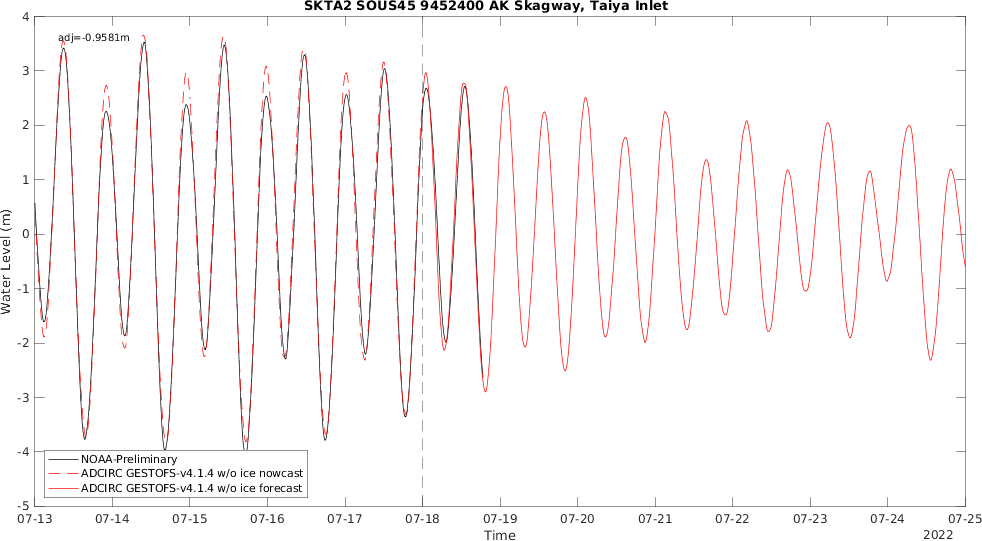 SKTA2 SOUS45 9452400 AK Skagway, Taiya Inlet
adj=-0.9581m
4
3
2
1
0
-1
-2
-3
-4
-5
Water Level (m)
NOAA-Preliminary
ADCIRC GESTOFS-v4.1.4 w/o ice nowcast
ADCIRC GESTOFS-v4.1.4 w/o ice forecast
07-13 07-14 07-15 07-16 07-17 07-18 07-19 07-20 07-21 07-22 07-23 07-24 07-25
Time
2022